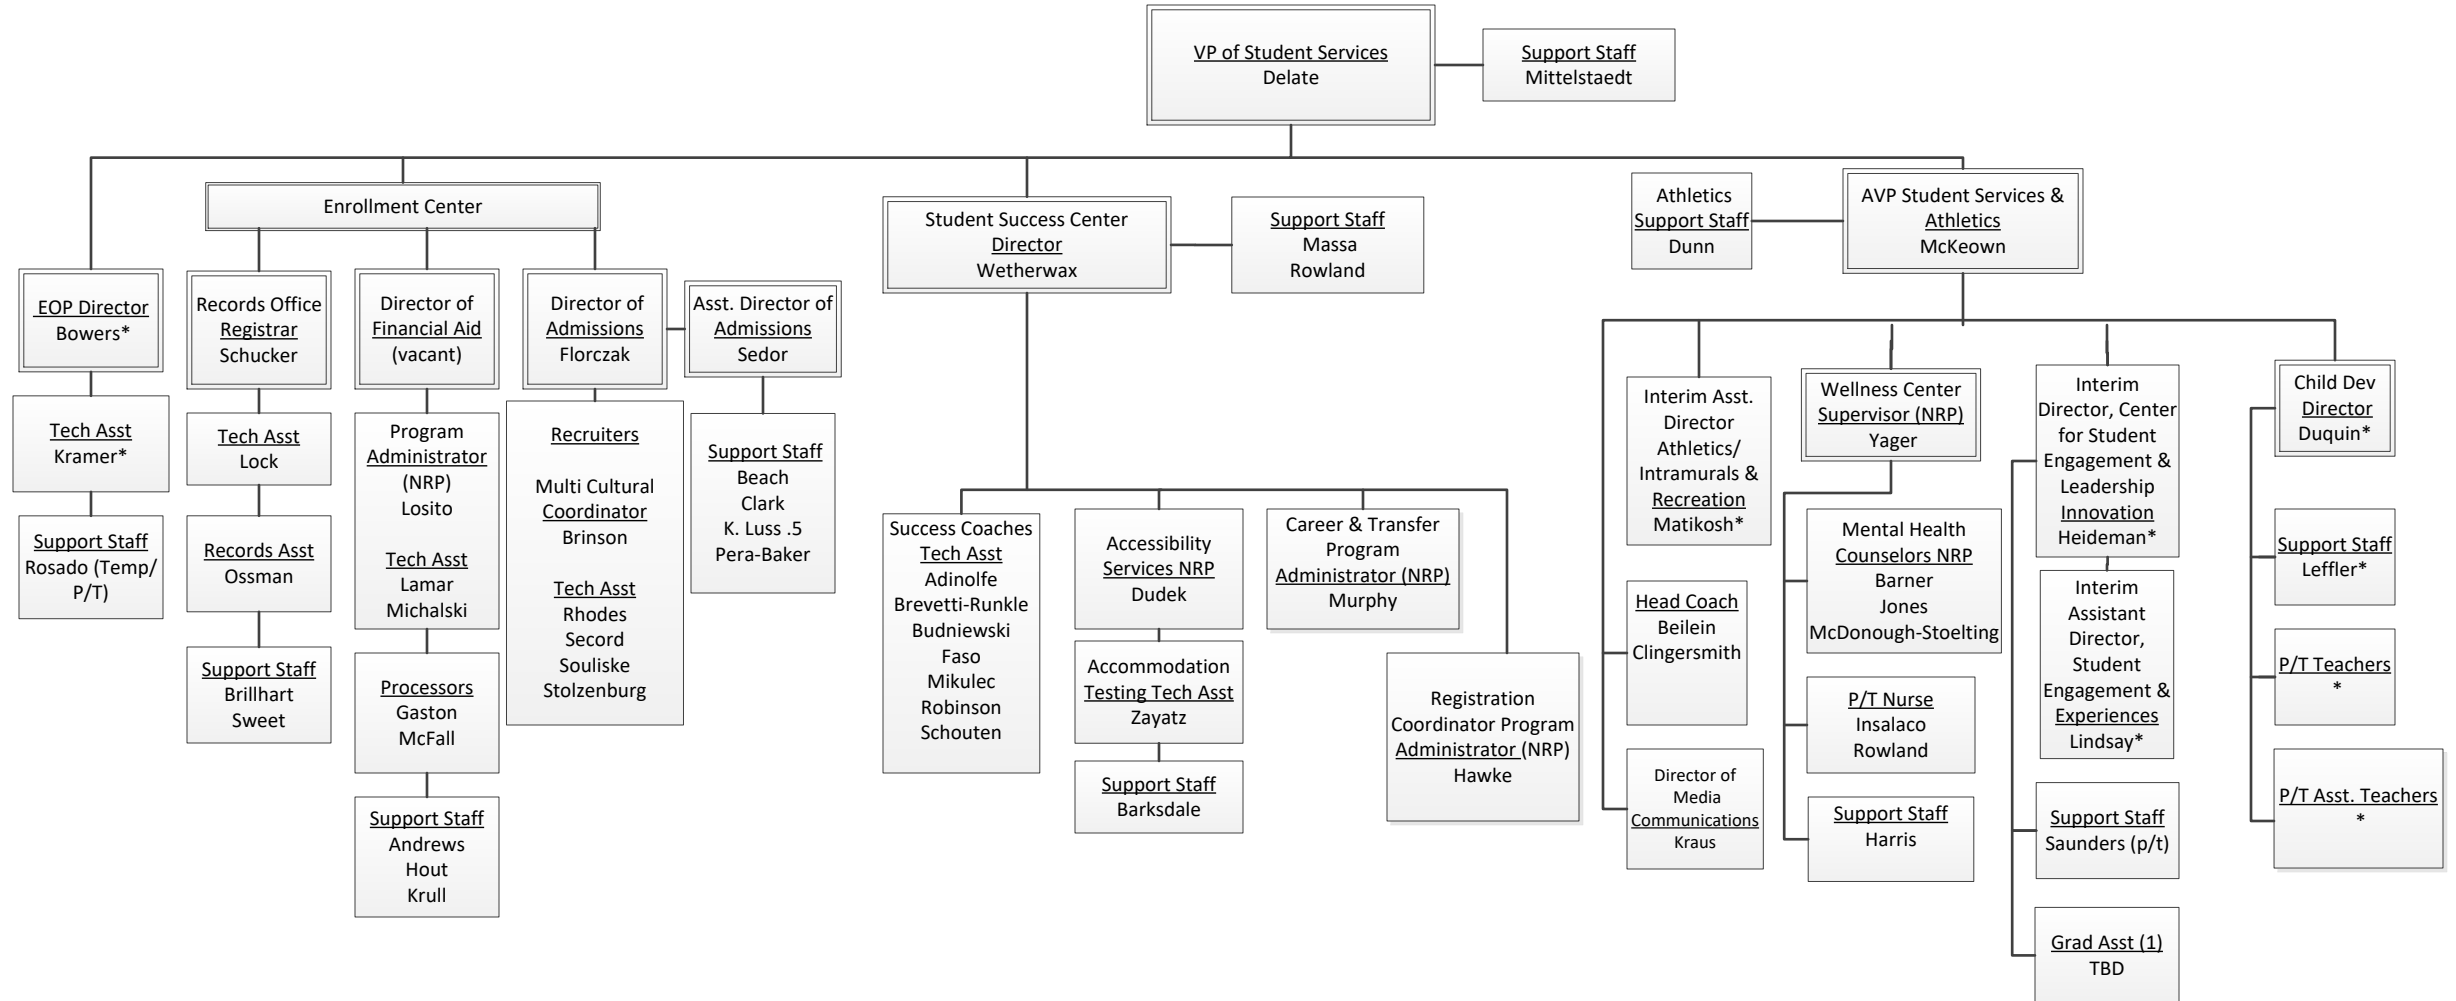 VP of Student Services
Delate
Support Staff
Mittelstaedt
Enrollment Center
EOP Director
Bowers*
Tech Asst
Kramer*
Support Staff
Rosado (Temp/
P/T)
Records Office
Registrar
Schucker
Tech Asst
Lock
Records Asst
Ossman
Support Staff
Brillhart
Sweet
Director of
Financial Aid
(vacant)
Program
Administrator
(NRP)
Losito
Tech Asst
Lamar
Michalski
Processors
Gaston
McFall
Support Staff
Andrews
Hout
Krull
Director of
Admissions
Florczak
Recruiters
Multi Cultural
Coordinator
Brinson
Tech Asst
Rhodes
Secord
Souliske
Stolzenburg
Asst. Director of
Admissions
Sedor
Support Staff
Beach
Clark
K. Luss .5
Pera-Baker
Student Success Center
Director
Wetherwax
Support Staff
Massa
Rowland
Success Coaches
Tech Asst
Adinolfe
Brevetti-Runkle
Budniewski
Faso
Mikulec
Robinson
Schouten
Accessibility
Services NRP
Dudek
Accommodation
Testing Tech Asst
Zayatz
Support Staff
Barksdale
Career & Transfer
Program
Administrator (NRP)
Murphy
Registration
Coordinator Program
Administrator (NRP)
Hawke
Athletics
Support Staff
Dunn
AVP Student Services &
Athletics
McKeown
Interim Asst.
Director
Athletics/
Intramurals &
Recreation
Matikosh*
Head Coach
Beilein
Clingersmith
Director of
Media
Communications
Kraus
Wellness Center
Supervisor (NRP)
Yager
Mental Health
Counselors NRP
Barner
Jones
McDonough-Stoelting
P/T Nurse
Insalaco
Rowland
Support Staff
Harris
Interim
Director, Center
for Student
Engagement &
Leadership
Innovation
Heideman*
Interim
Assistant
Director,
Student
Engagement &
Experiences
Lindsay*
Support Staff
Saunders (p/t)
Grad Asst (1)
TBD
Child Dev
Director
Duquin*
Support Staff
Leffler*
P/T Teachers
*
P/T Asst. Teachers
*